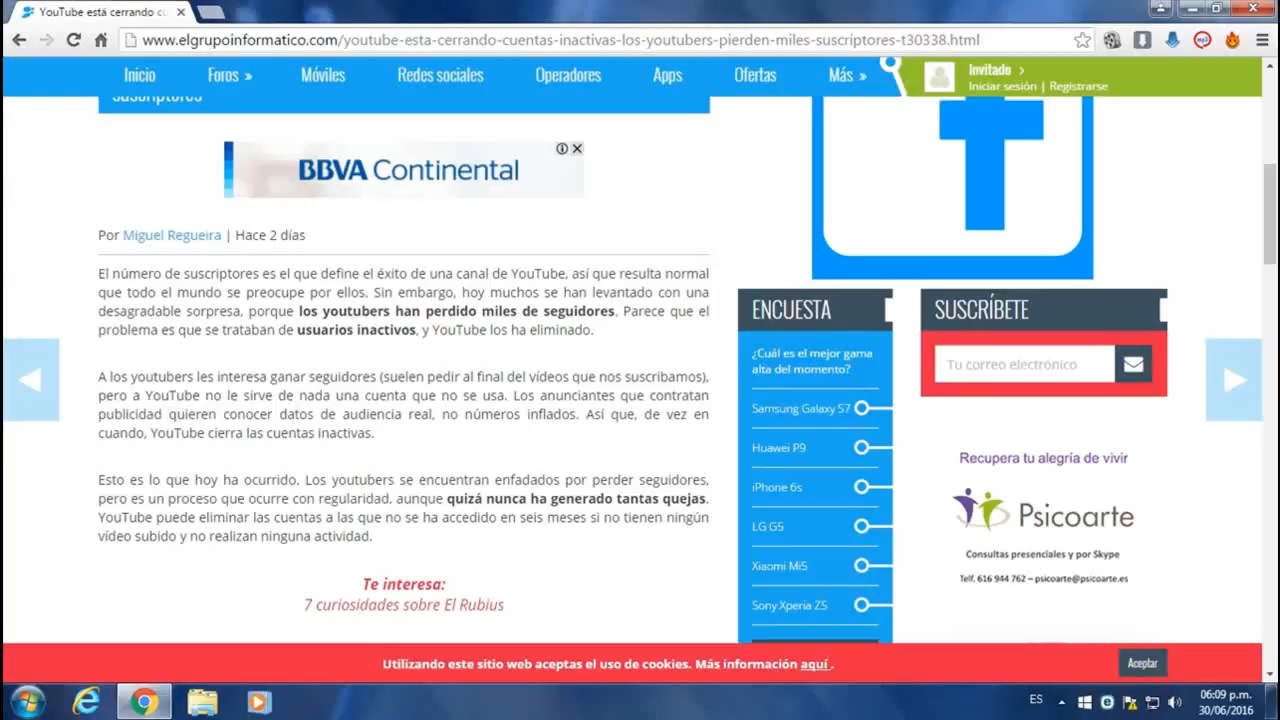 YouTube está cerrando cu
www.elgrupoinformatico.com/youtube-esta-cerrando-cuentas-inactivas-los-youtubers-pierden-miles-suscriptores-t30338.html
Inicio
Foros »
Móviles
Redes sociales
Operadores
Apps
Ofertas
Más »
Invitado >
Iniciar sesión | Registrarse
suscriptores
BBVA Continental
Por Miguel Regueira | Hace 2 días
El número de suscriptores es el que define el éxito de una canal de YouTube, así que resulta normal
que todo el mundo se preocupe por ellos. Sin embargo, hoy muchos se han levantado con una
desagradable sorpresa, porque los youtubers han perdido miles de seguidores. Parece que el
problema es que se trataban de usuarios inactivos, y YouTube los ha eliminado.
A los youtubers les interesa ganar seguidores (suelen pedir al final del vídeos que nos suscribamos),
pero a YouTube no le sirve de nada una cuenta que no se usa. Los anunciantes que contratan
publicidad quieren conocer datos de audiencia real, no números inflados. Así que, de vez en
cuando, YouTube cierra las cuentas inactivas.
Esto es lo que hoy ha ocurrido. Los youtubers se encuentran enfadados por perder seguidores,
pero es un proceso que ocurre con regularidad, aunque quizá nunca ha generado tantas quejas.
YouTube puede eliminar las cuentas a las que no se ha accedido en seis meses si no tienen ningún
vídeo subido y no realizan ninguna actividad.
Te interesa:
7 curiosidades sobre El Rubius
t
ENCUESTA
¿Cuál es el mejor gama
alta del momento?
Samsung Galaxy S7
Huawei P9
iPhone 6s
LG G5
Xiaomi Mi5
Sony Xperia Z5
SUSCRÍBETE
Tu correo electrónico
Recupera tu alegría de vivir
Psicoarte
Consultas presenciales y por Skype
Telf. 616 944 762 – psicoarte@psicoarte.es
Utilizando este sitio web aceptas el uso de cookies. Más información aquí .
Aceptar
ES
06:09 p.m.
30/06/2016